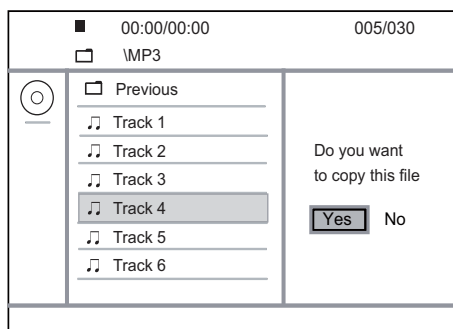 00:00/00:00 005/030
\MP3
Previous
Track 1
Track 2
Track 3
Track 4
Track 5
Track 6
Do you want
to copy this file
Yes No